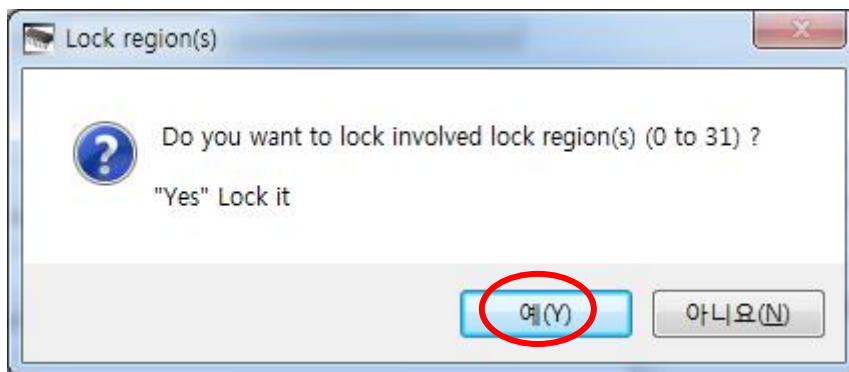 Lock region(s)
Do you want to lock involved lock region(s) (0 to 31) ?
"Yes" Lock it
예(Y) 아니요(N)